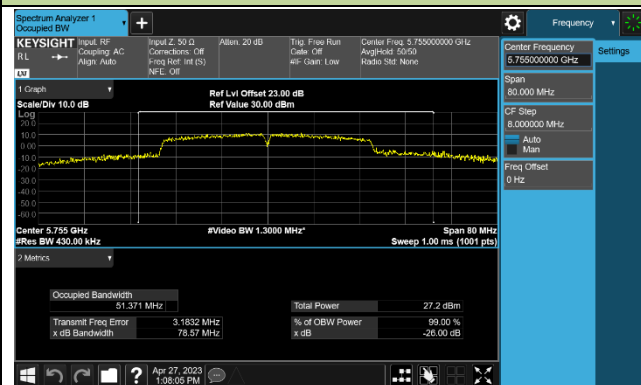 Spectrum Analyzer 1
Occupied BW
+
Frequency
KEYSIGHT
RL
LXI
Input: RF
Coupling: AC
Align: Auto
Input Z: 50 Ω
Corrections: Off
Freq Ref: Int (S)
NFE: Off
Atten: 20 dB
Trig: Free Run
Gate: Off
#IF Gain: Low
Center Freq: 5.755000000 GHz
Avg|Hold: 50/50
Radio Std: None
1 Graph
Scale/Div 10.0 dB
Ref Lvl Offset 23.00 dB
Ref Value 30.00 dBm
Log
20.0
10.0
0.00
-10.0
-20.0
-30.0
-40.0
-50.0
-60.0
Center 5.755 GHz
#Res BW 430.00 kHz
#Video BW 1.3000 MHz*
Span 80 MHz
Sweep 1.00 ms (1001 pts)
2 Metrics
Occupied Bandwidth
51.371 MHz
Transmit Freq Error 3.1832 MHz
x dB Bandwidth 78.57 MHz
Total Power 27.2 dBm
% of OBW Power 99.00 %
x dB -26.00 dB
Center Frequency
5.755000000 GHz
Span
80.000 MHz
CF Step
8.000000 MHz
Auto
Man
Freq Offset
0 Hz
Settings
?
Apr 27, 2023
1:08:05 PM